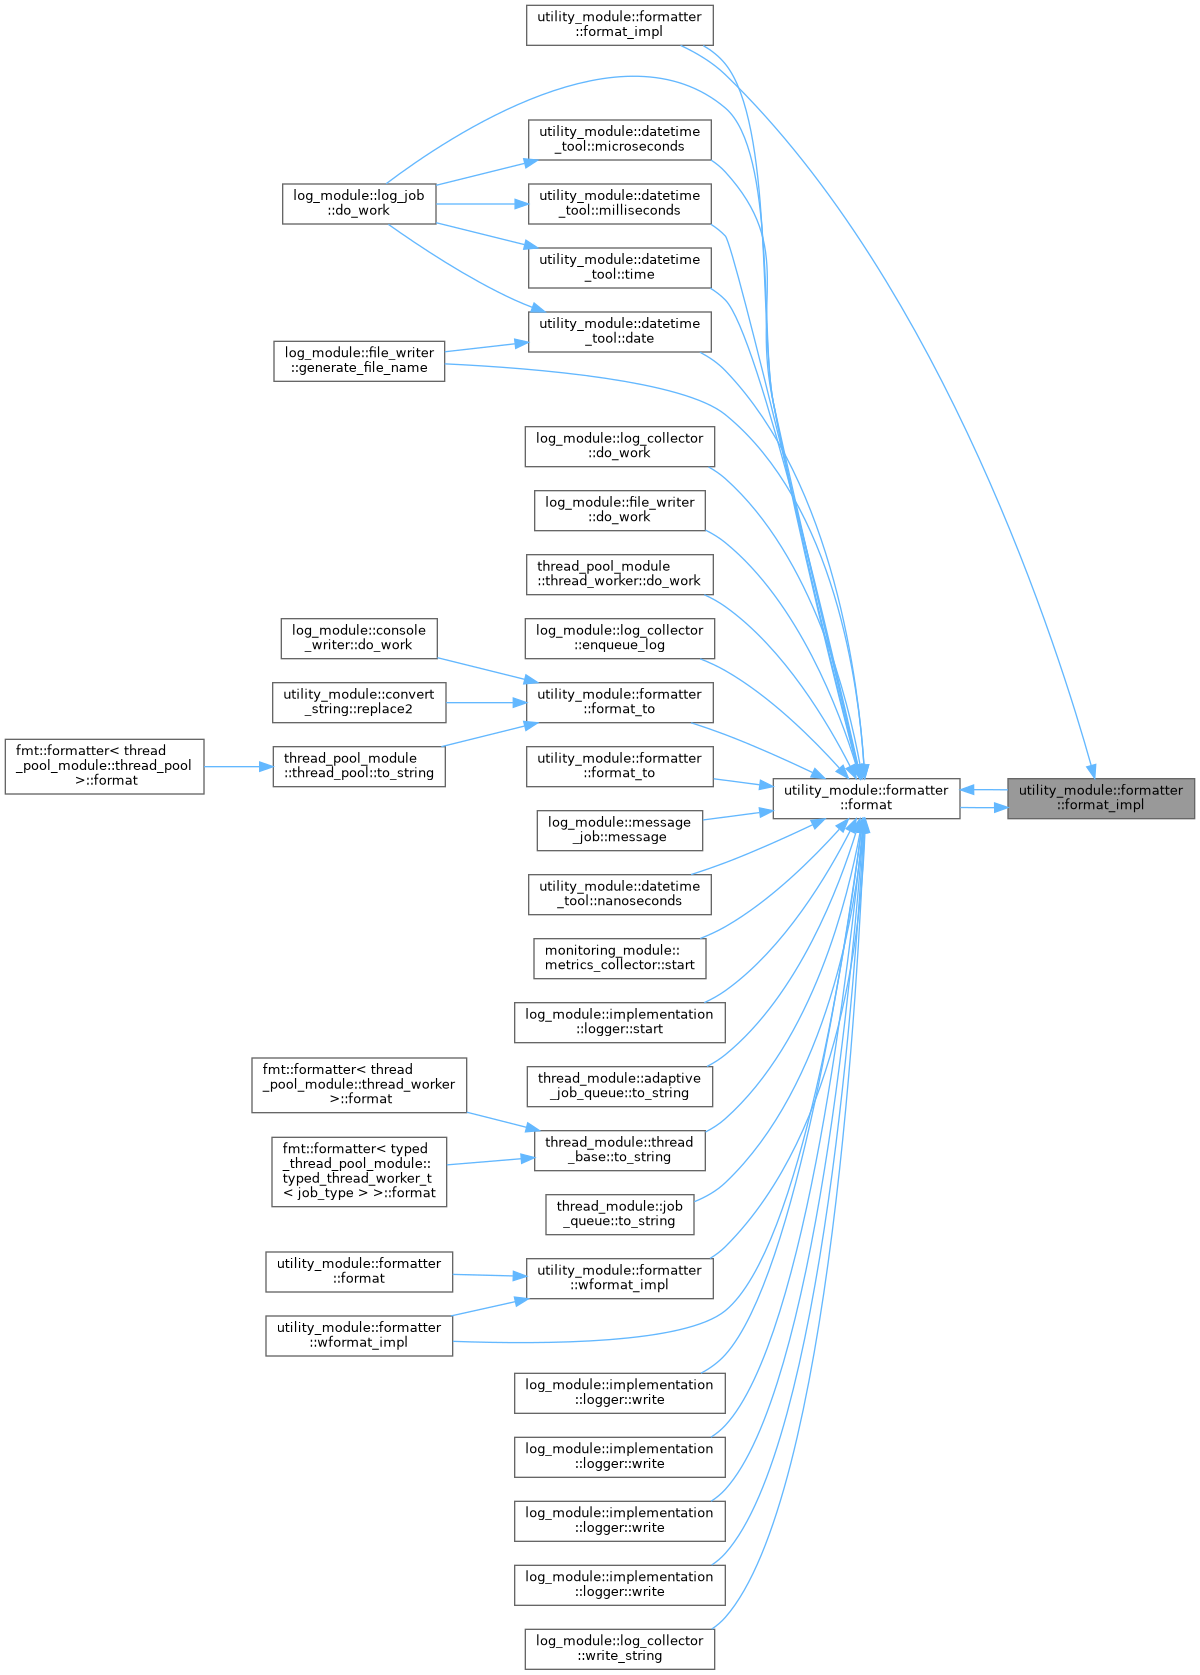 utility_module::formatter
::format_impl
utility_module::datetime
_tool::microseconds
log_module::log_job
::do_work
utility_module::datetime
_tool::milliseconds
utility_module::datetime
_tool::time
utility_module::datetime
_tool::date
log_module::file_writer
::generate_file_name
log_module::log_collector
::do_work
log_module::file_writer
::do_work
thread_pool_module
::thread_worker::do_work
log_module::console
_writer::do_work
log_module::log_collector
::enqueue_log
utility_module::convert
_string::replace2
utility_module::formatter
::format_to
fmt::formatter< thread
_pool_module::thread_pool
>::format
thread_pool_module
::thread_pool::to_string
utility_module::formatter
::format_to
utility_module::formatter
::format
utility_module::formatter
::format_impl
log_module::message
_job::message
utility_module::datetime
_tool::nanoseconds
monitoring_module::
metrics_collector::start
log_module::implementation
::logger::start
fmt::formatter< thread
_pool_module::thread_worker
>::format
thread_module::adaptive
_job_queue::to_string
fmt::formatter< typed
_thread_pool_module::
typed_thread_worker_t
< job_type > >::format
thread_module::thread
_base::to_string
thread_module::job
_queue::to_string
utility_module::formatter
::format
utility_module::formatter
::wformat_impl
utility_module::formatter
::wformat_impl
log_module::implementation
::logger::write
log_module::implementation
::logger::write
log_module::implementation
::logger::write
log_module::implementation
::logger::write
log_module::log_collector
::write_string